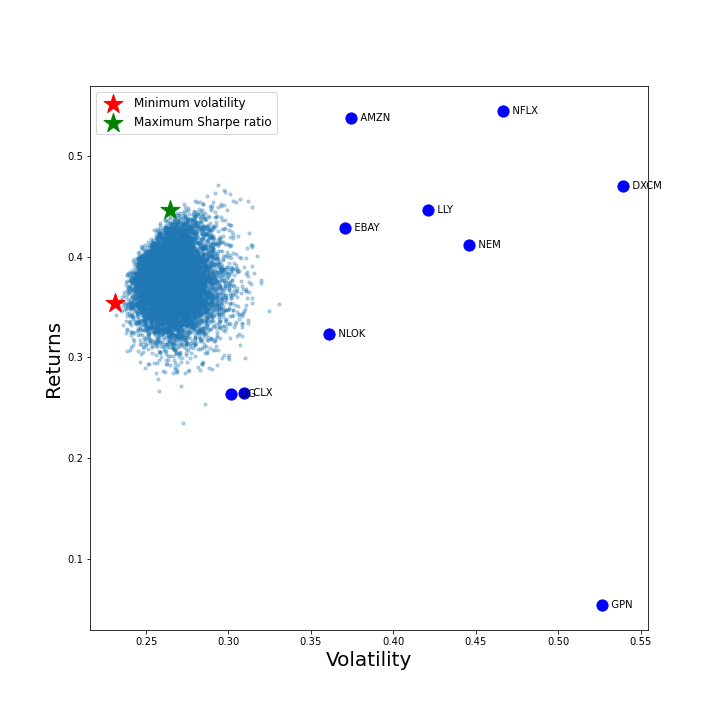 Minimum volatility
Maximum Sharpe ratio
AMZN
NFLX
DXCM
LLY
EBAY
NEM
NLOK
CLX
GPN
0.5
0.4
0.3
0.2
0.1
Returns
0.25 0.30 0.35 0.40 0.45 0.50 0.55
Volatility